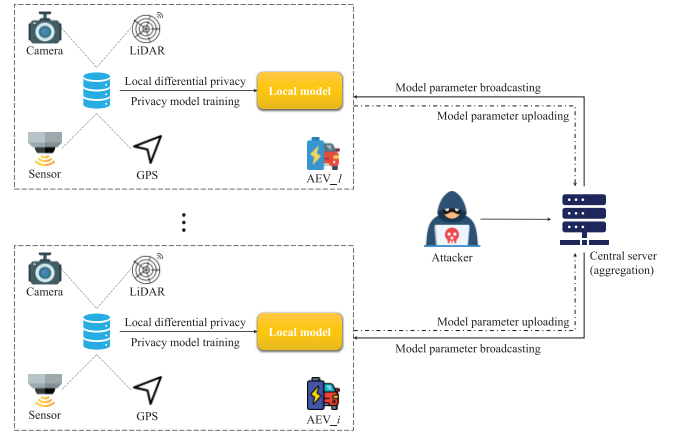 Camera
LiDAR
Local differential privacy
Privacy model training
Local model
Sensor
GPS
AEV_1
Model parameter broadcasting
Model parameter uploading
Attacker
Central server
(aggregation)
Camera
LiDAR
Local differential privacy
Privacy model training
Local model
Sensor
GPS
AEV_i
Model parameter uploading
Model parameter broadcasting